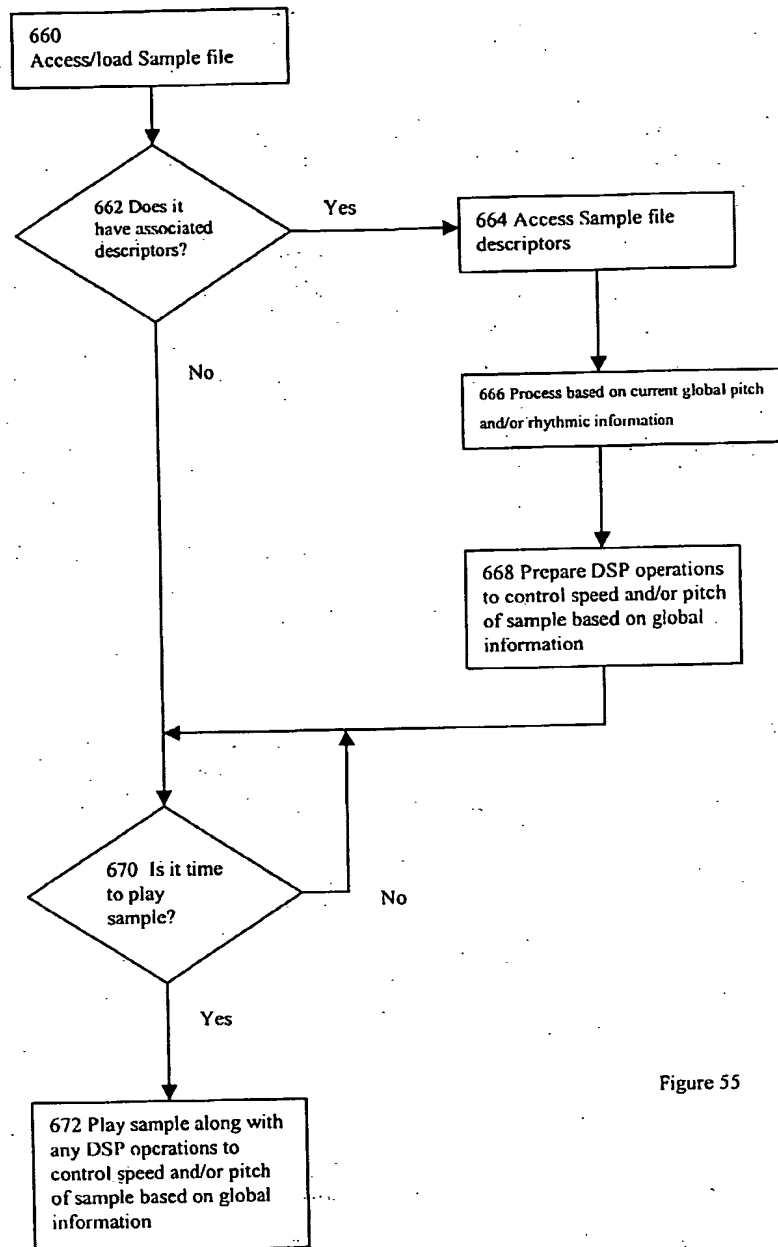 660
Access/load Sample file
662 Does it
have associated
descriptors?
Yes
664 Access Sample file
descriptors
No
666 Process based on current global pitch
and/or rhythmic information
668 Prepare DSP operations
to control speed and/or pitch
of sample based on global
information
670 Is it time
to play
sample?
No
Yes
Figure 55
672 Play sample along with
any DSP operations to
control speed and/or pitch
of sample based on global
information